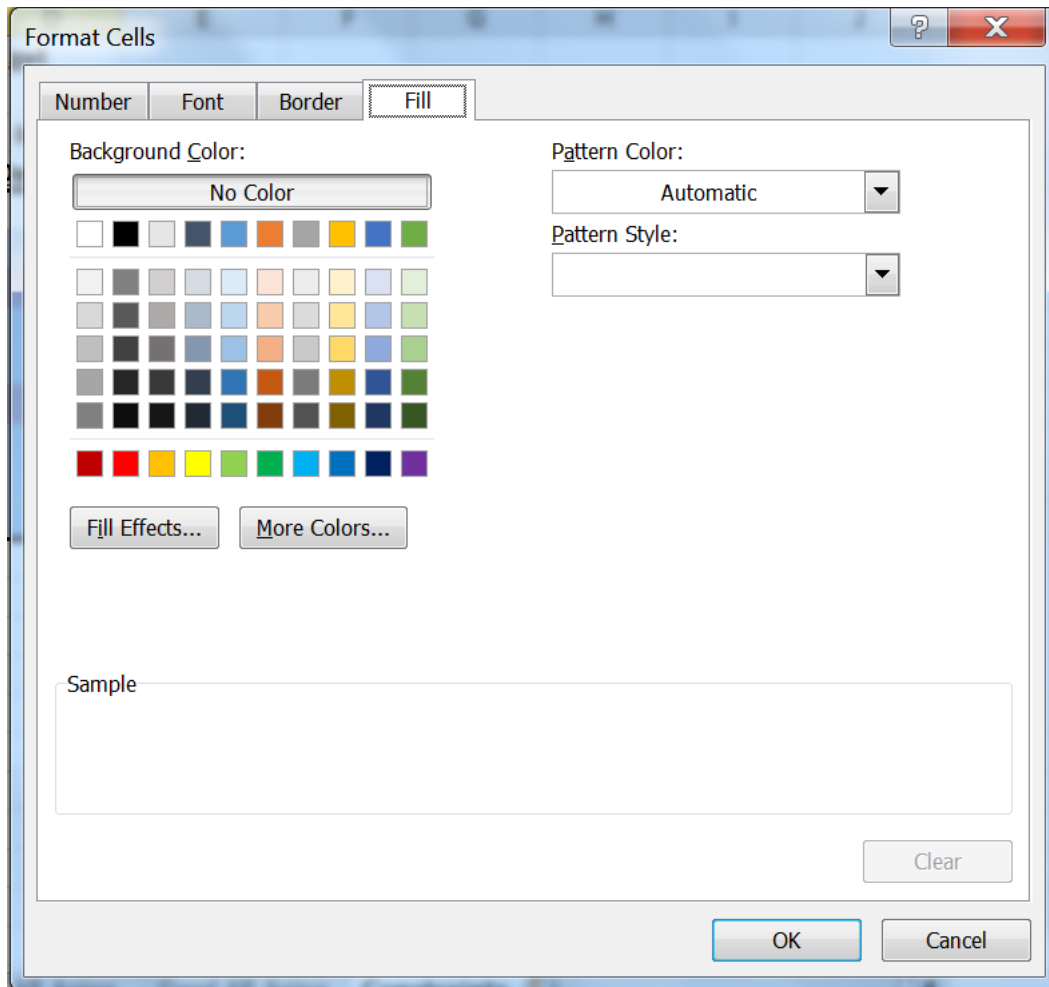 Format Cells
Number Font Border Fill
Background Color:
No Color
Pattern Color:
Automatic
Pattern Style:
Fill Effects...
More Colors...
Sample
Clear
OK
Cancel